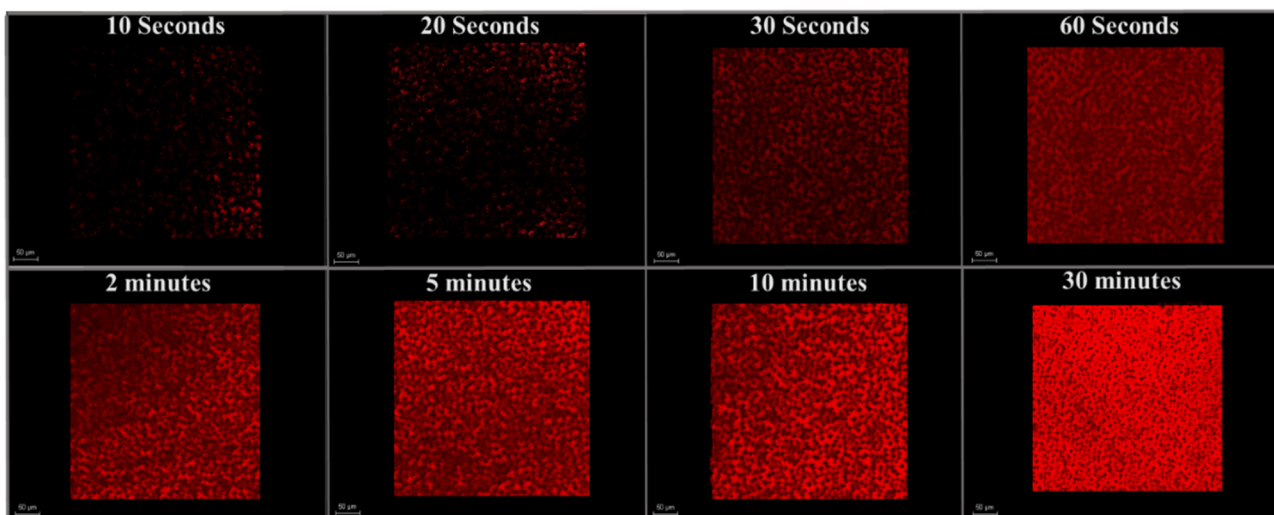 10 Seconds
20 Seconds
30 Seconds
60 Seconds
50 µm
50 µm
50 µm
50 µm
2 minutes
5 minutes
10 minutes
30 minutes
50 µm
50 µm
50 µm
50 µm